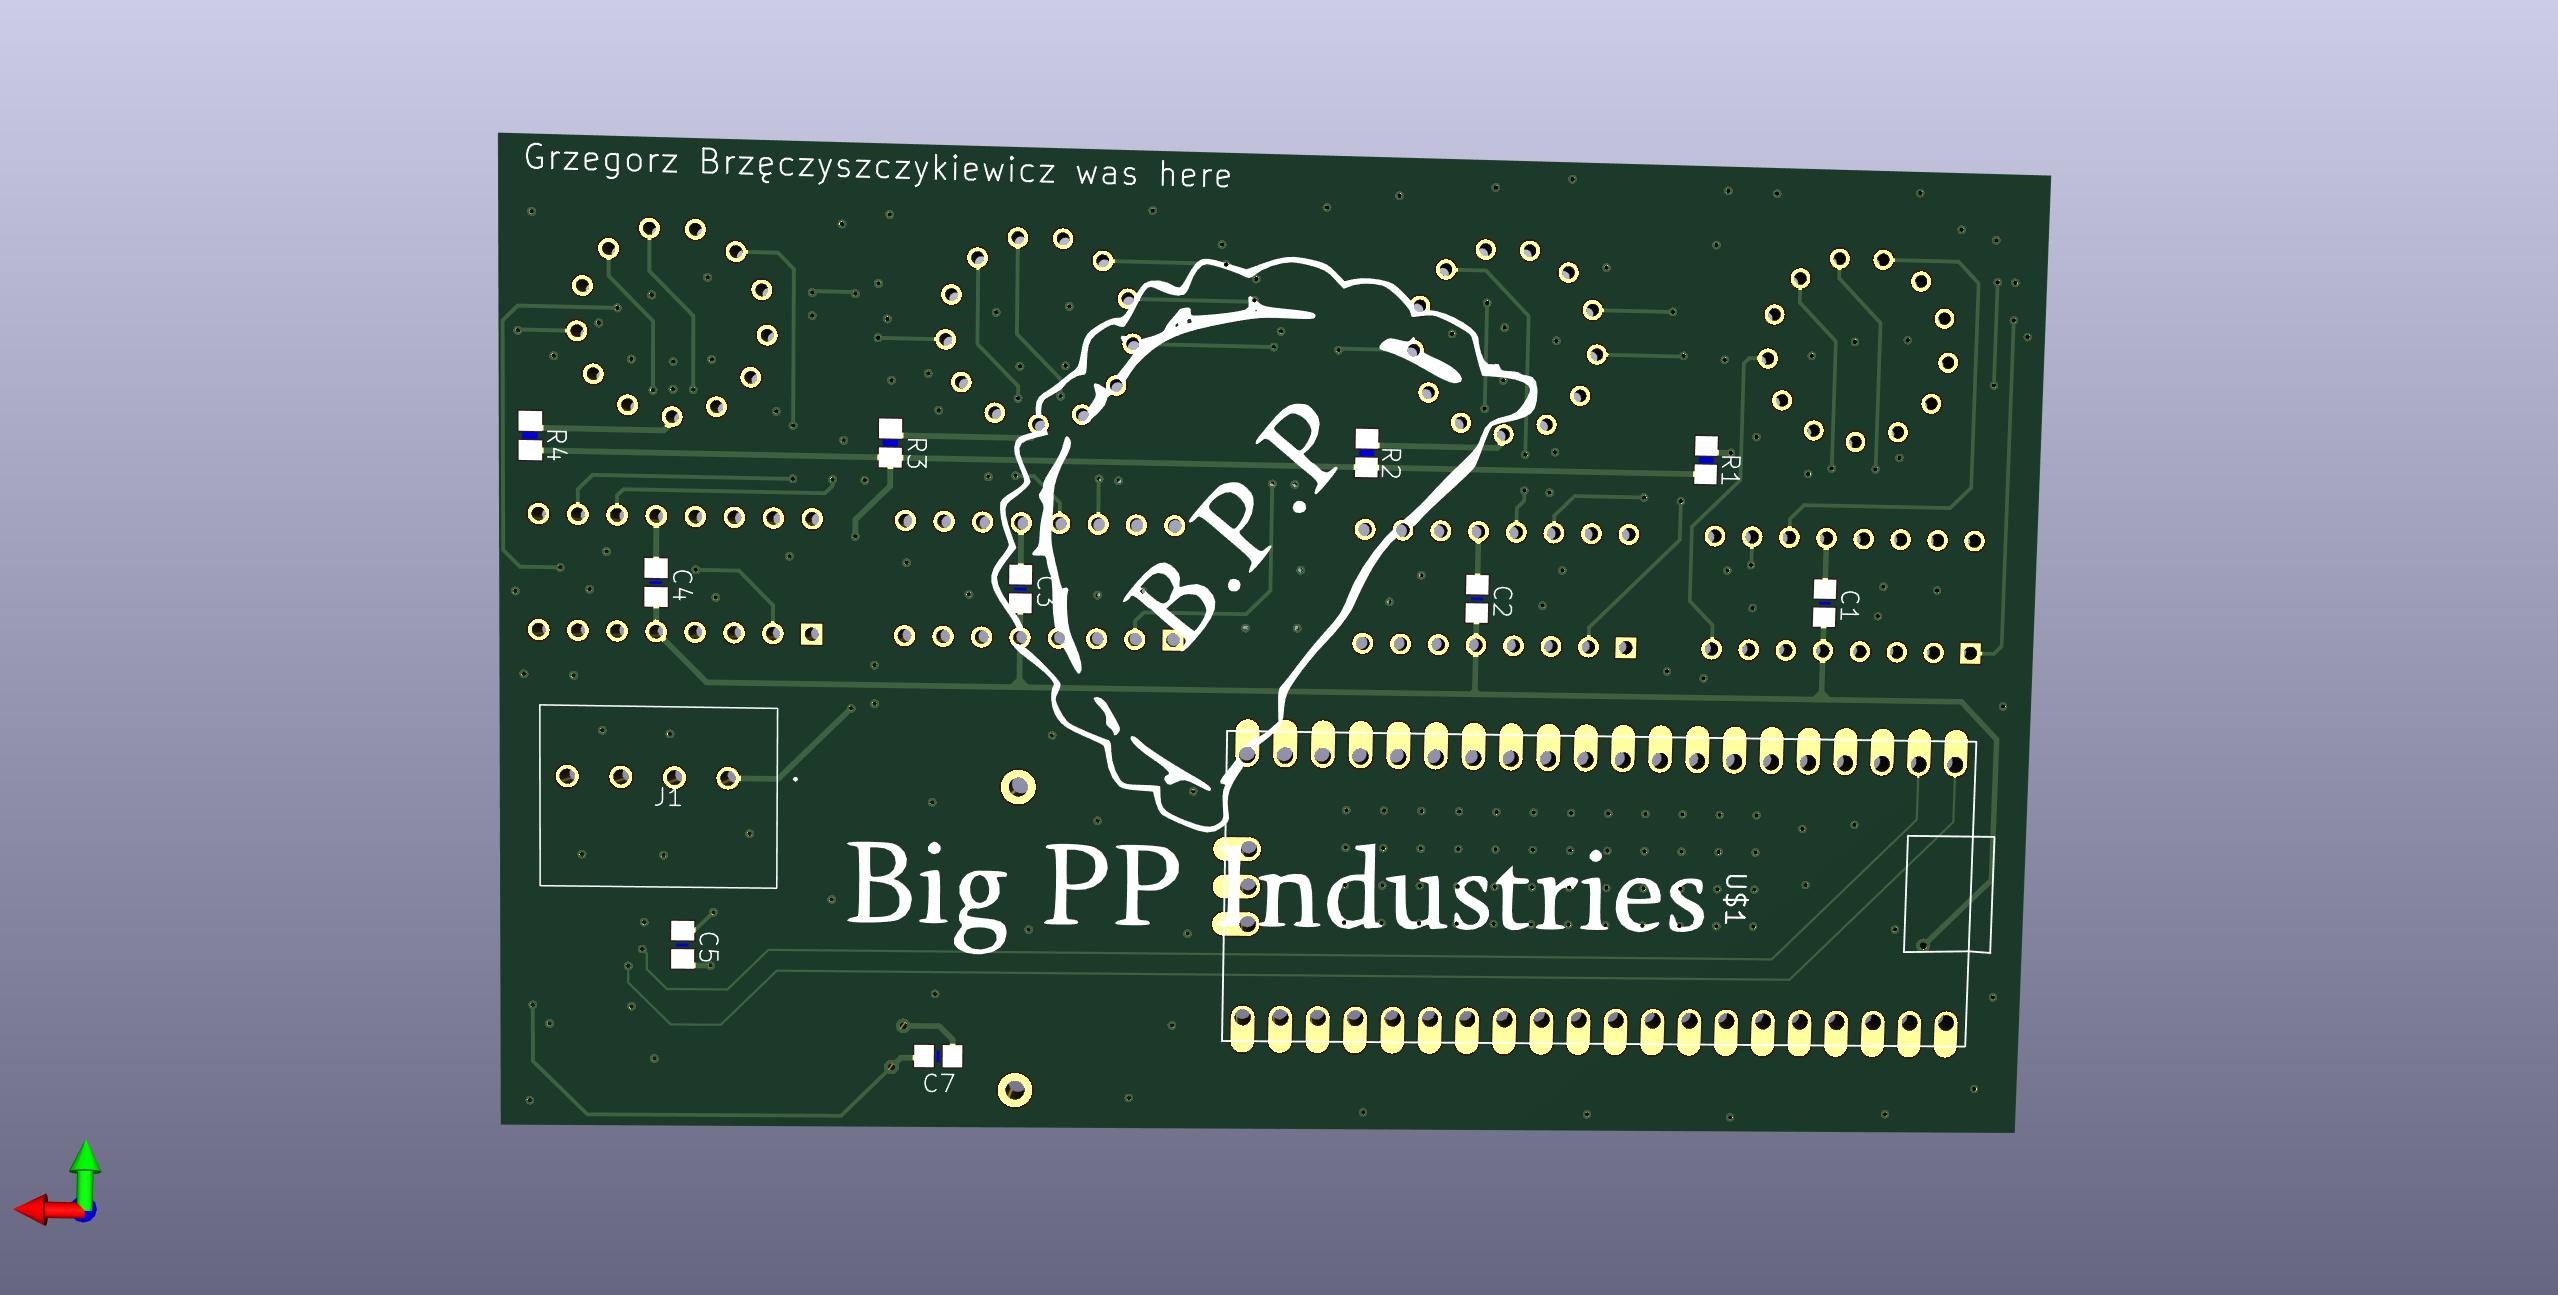 Grzegorz Brzęczyszczykiewicz was here
R4
R3
R2
R1
B.P.P
C4
C3
C2
C1
J1
Big PP Industries
U$1
C5
C7